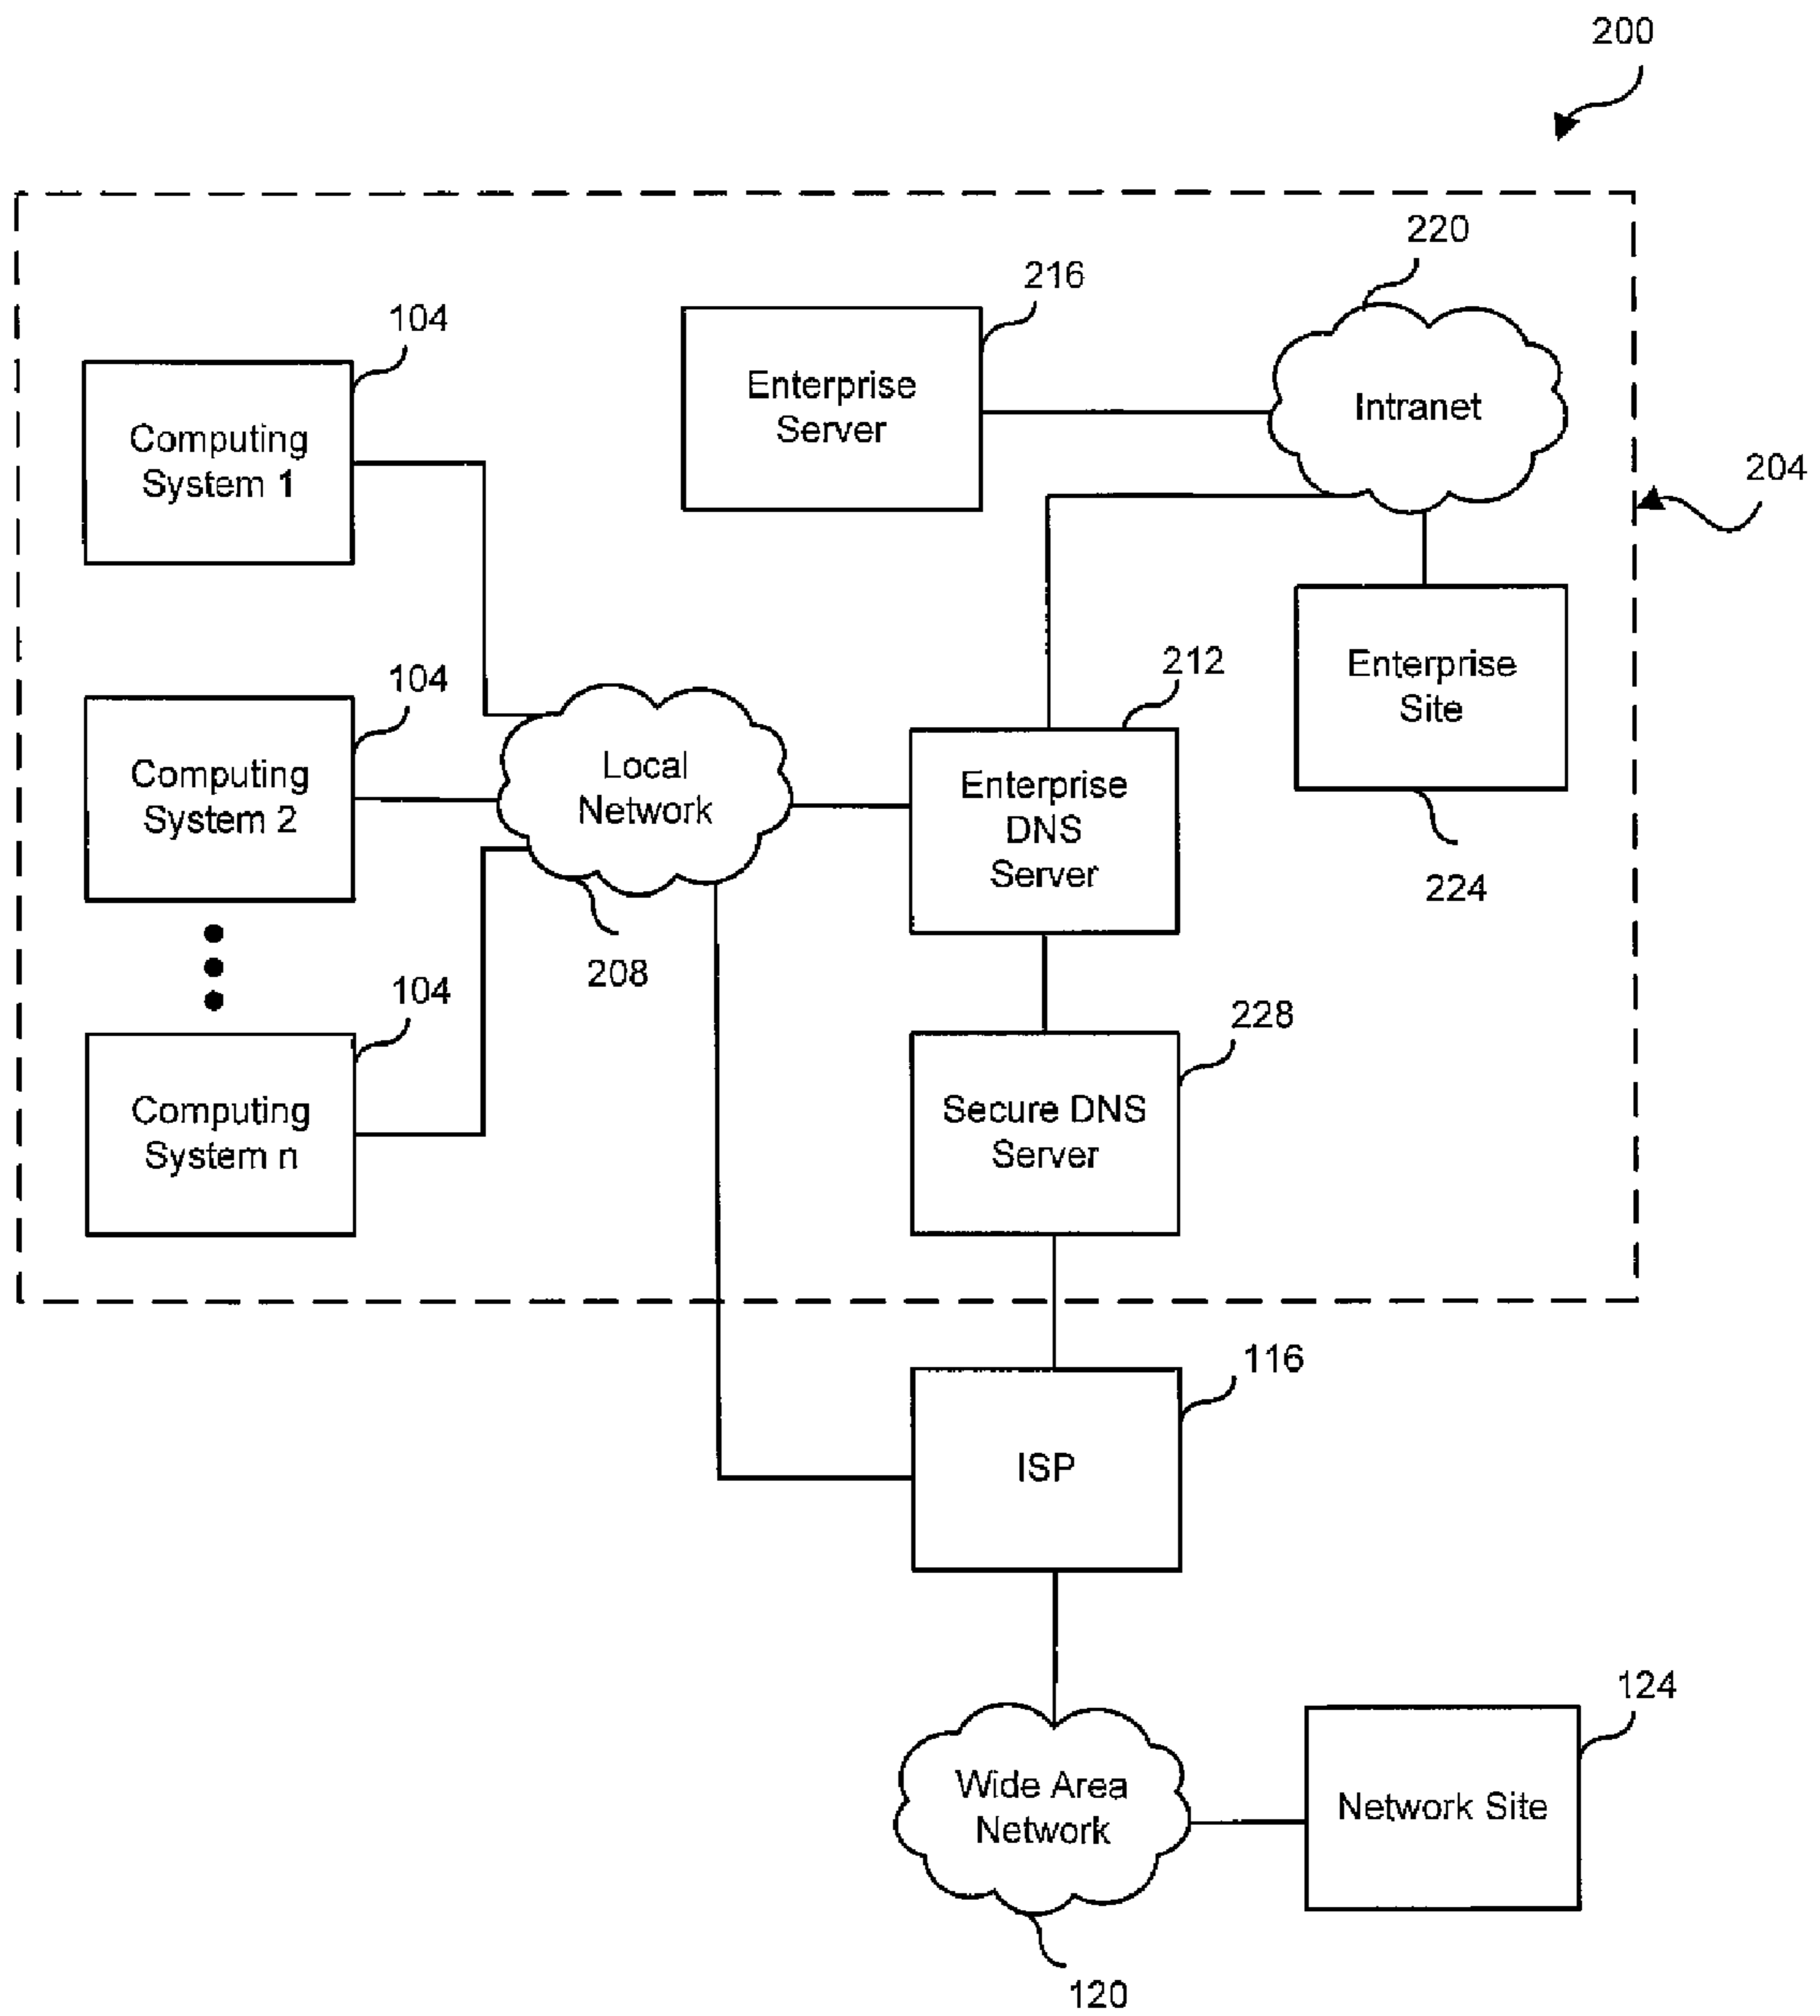 200
220
216
104
Enterprise
Server
Intranet
Computing
System 1
204
104
212
Enterprise
Site
Computing
System 2
Local
Network
Enterprise
DNS
Server
224
208
104
228
Computing
System n
Secure DNS
Server
116
ISP
124
Wide Area
Network
Network Site
120